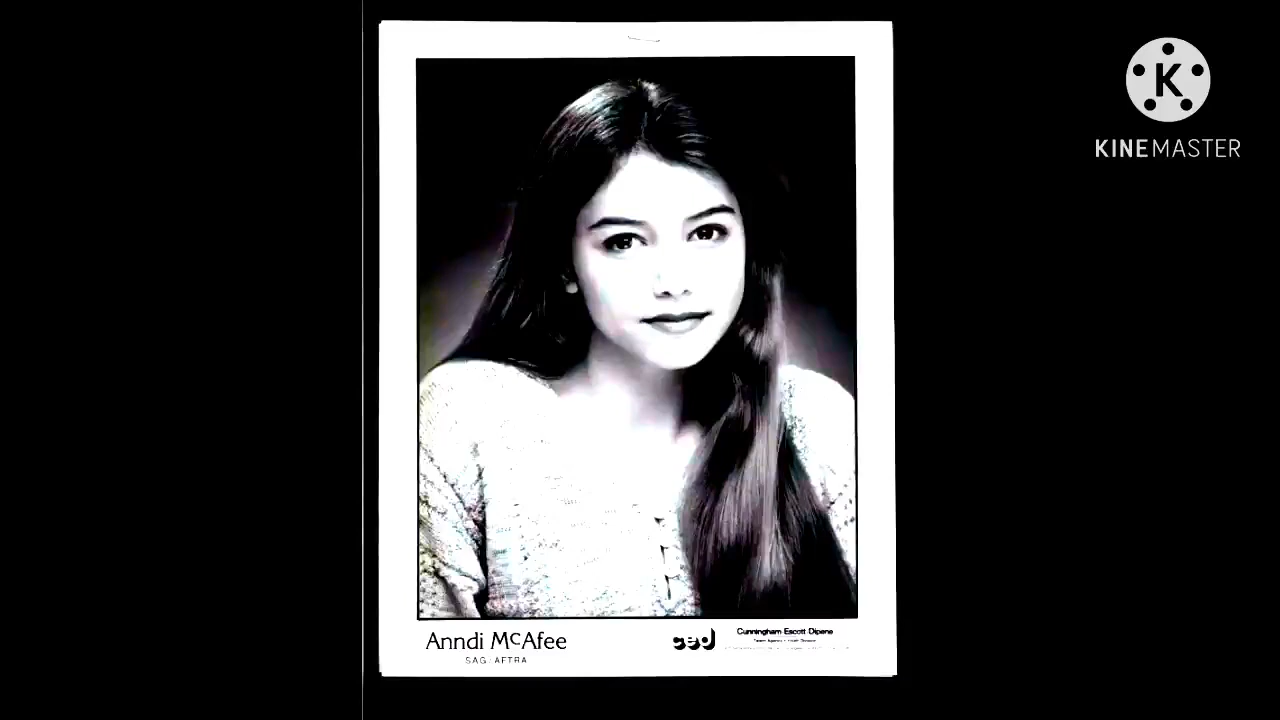 K
KINEMASTER
Anndi McAfee
SAG/AFTRA
ced
Cunningham·Escott·Dipene